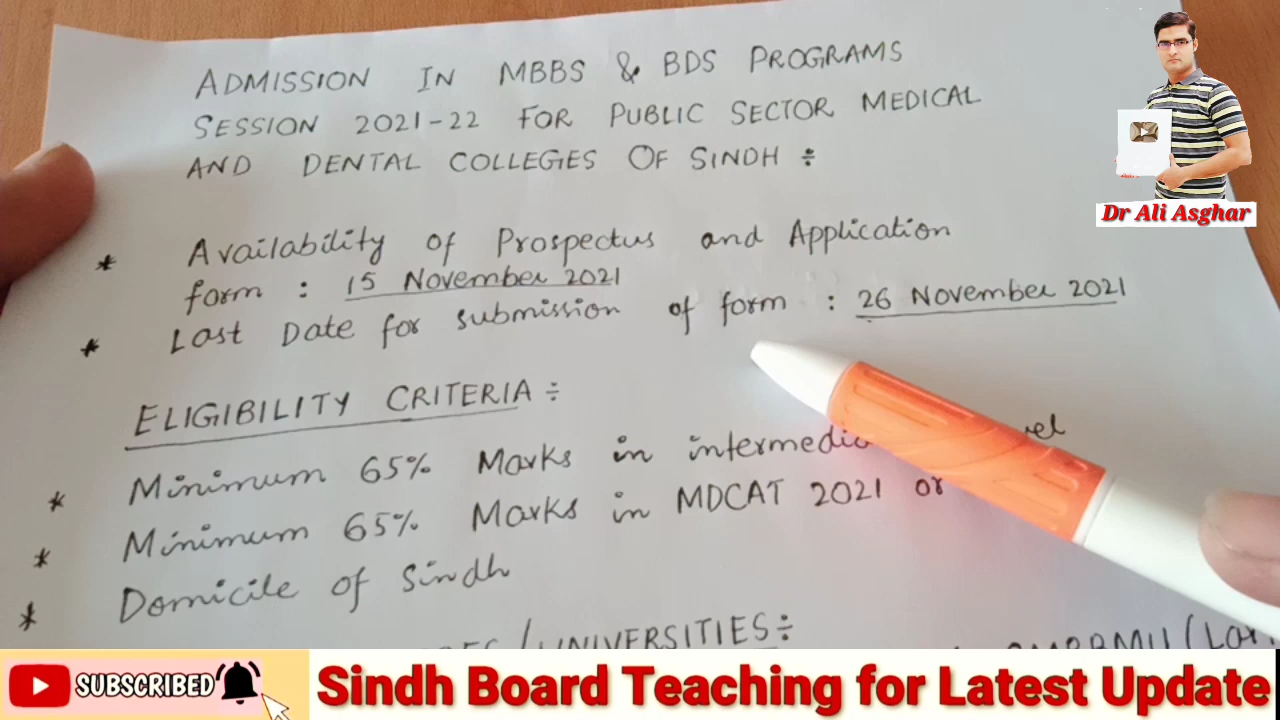 ADMISSION IN MBBS & BDS PROGRAMS
SESSION 2021-22 FOR PUBLIC SECTOR MEDICAL
AND DENTAL COLLEGES OF SINDH ÷
* Availability of Prospectus and Application
form : 15 November 2021
* Last Date for submission of form : 26 November 2021
ELIGIBILITY CRITERIA ÷
* Minimum 65% Marks in
* Minimum 65% Marks in MDCAT 2021 or
* Domicile of Sindh
/UNIVERSITIES ÷
Dr Ali Asghar
SUBSCRIBED
Sindh Board Teaching for Latest Update